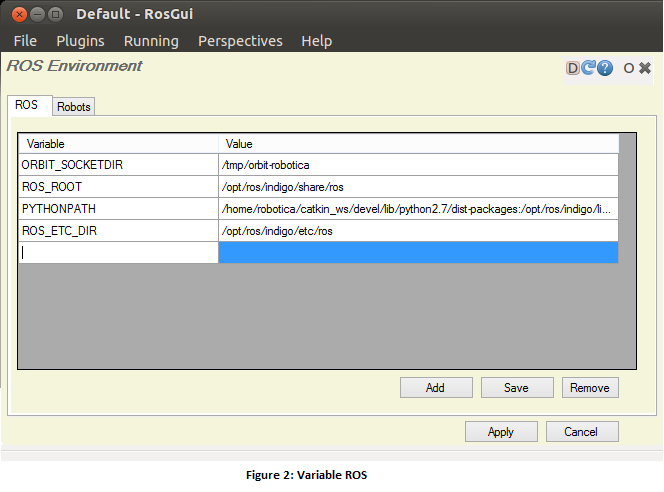 Default - RosGui
File Plugins Running Perspectives Help
ROS Environment D ? O
ROS Robots
Variable Value
ORBIT_SOCKETDIR /tmp/orbit-robotica
ROS_ROOT /opt/ros/indigo/share/ros
PYTHONPATH /home/robotica/catkin_ws/devel/lib/python2.7/dist-packages:/opt/ros/indigo/li...
ROS_ETC_DIR /opt/ros/indigo/etc/ros
Add Save Remove
Apply Cancel
Figure 2: Variable ROS